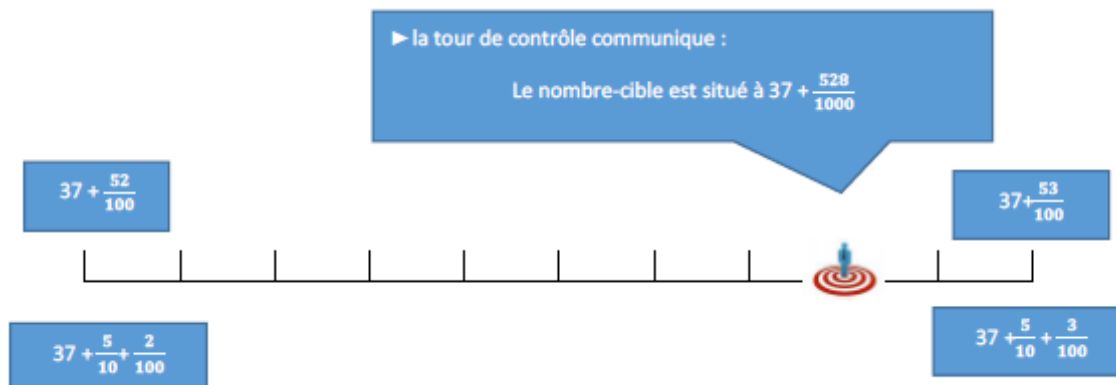 ► la tour de contrôle communique :
Le nombre-cible est situé à 37 + 528/1000
37 + 52/100
37+ 53/100
37 + 5/10 + 2/100
37 + 5/10 + 3/100